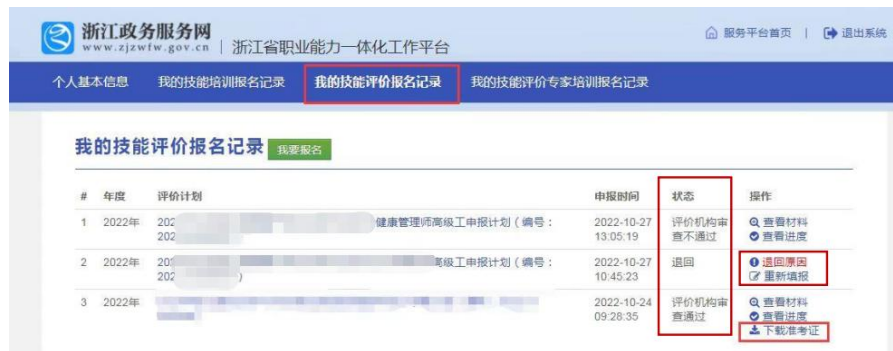 浙江政务服务网
www.zjzwfw.gov.cn | 浙江省职业能力一体化工作平台
服务平台首页 | 退出系统
个人基本信息 我的技能培训报名记录 我的技能评价报名记录 我的技能评价专家培训报名记录
我的技能评价报名记录 我要报名
# 年度 评价计划 申报时间 状态 操作
1 2022年 202 健康管理师高级工申报计划（编号： 2022-10-27 评价机构审 查看材料
202 13:05:19 查不通过 查看进度
2 2022年 202 高级工申报计划（编号： 2022-10-27 退回 退回原因
202 ） 10:45:23 重新填报
3 2022年 2022-10-24 评价机构审 查看材料
09:28:35 查通过 查看进度
下载准考证